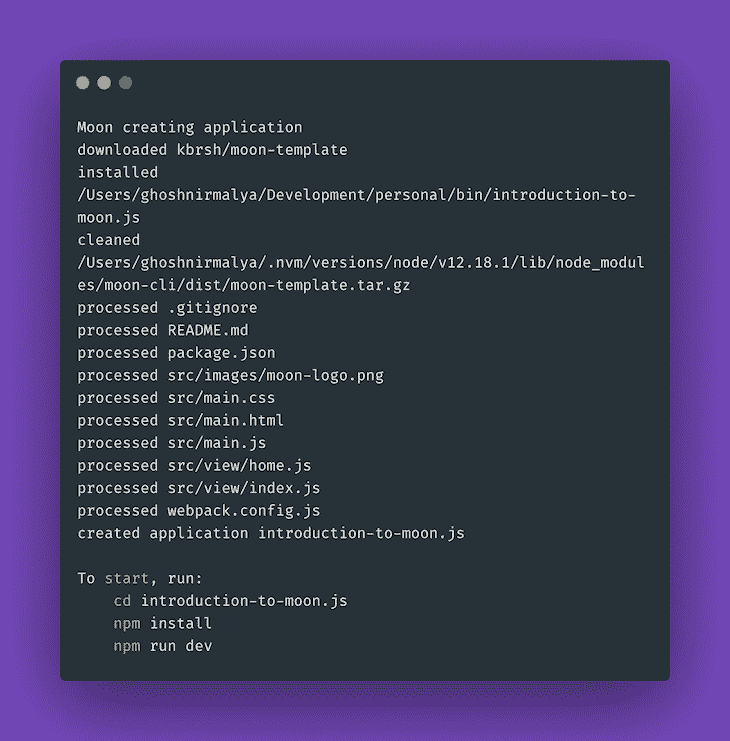 Moon creating application
downloaded kbrsh/moon-template
installed
/Users/ghoshnirmalya/Development/personal/bin/introduction-to-
moon.js
cleaned
/Users/ghoshnirmalya/.nvm/versions/node/v12.18.1/lib/node_modul
es/moon-cli/dist/moon-template.tar.gz
processed .gitignore
processed README.md
processed package.json
processed src/images/moon-logo.png
processed src/main.css
processed src/main.html
processed src/main.js
processed src/view/home.js
processed src/view/index.js
processed webpack.config.js
created application introduction-to-moon.js

To start, run:
    cd introduction-to-moon.js
    npm install
    npm run dev